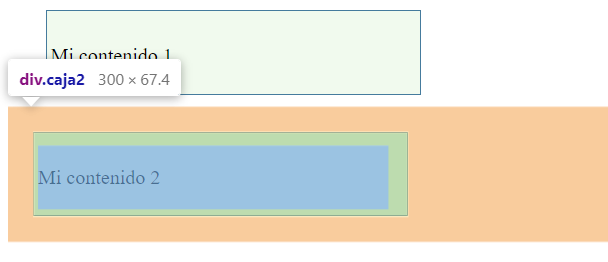 Mi contenido 1
div.caja2 300 × 67.4
Mi contenido 2